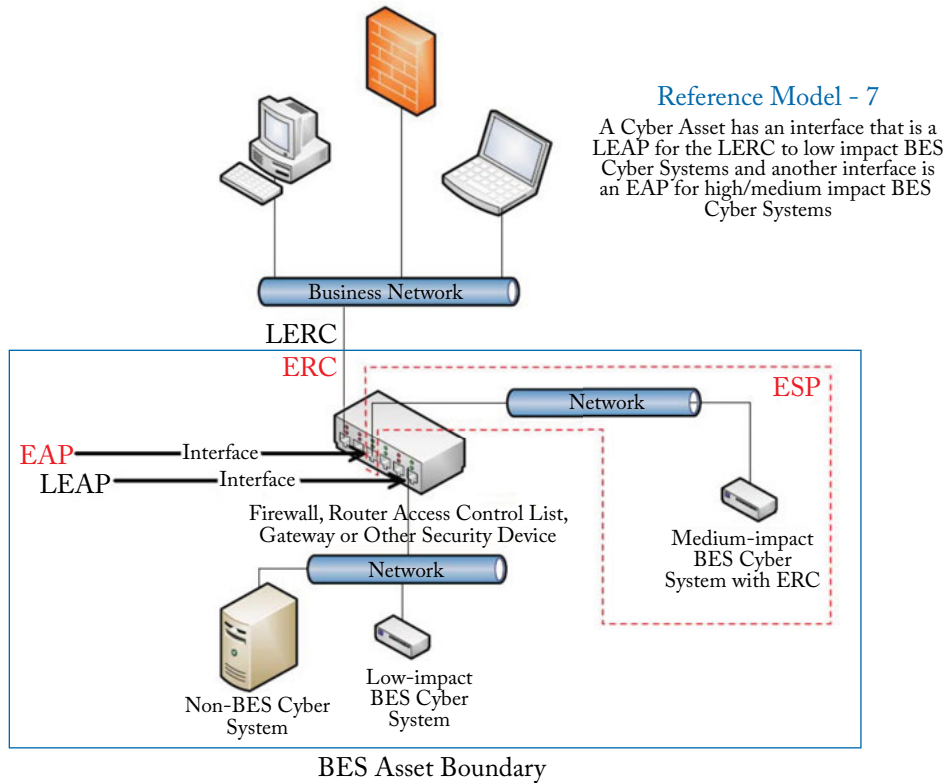 Reference Model - 7
A Cyber Asset has an interface that is a
LEAP for the LERC to low impact BES
Cyber Systems and another interface is
an EAP for high/medium impact BES
Cyber Systems
Business Network
LERC
ERC
ESP
Network
EAP
Interface
LEAP
Interface
Firewall, Router Access Control List,
Gateway or Other Security Device
Medium-impact
BES Cyber
System with ERC
Network
Non-BES Cyber
System
Low-impact
BES Cyber
System
BES Asset Boundary